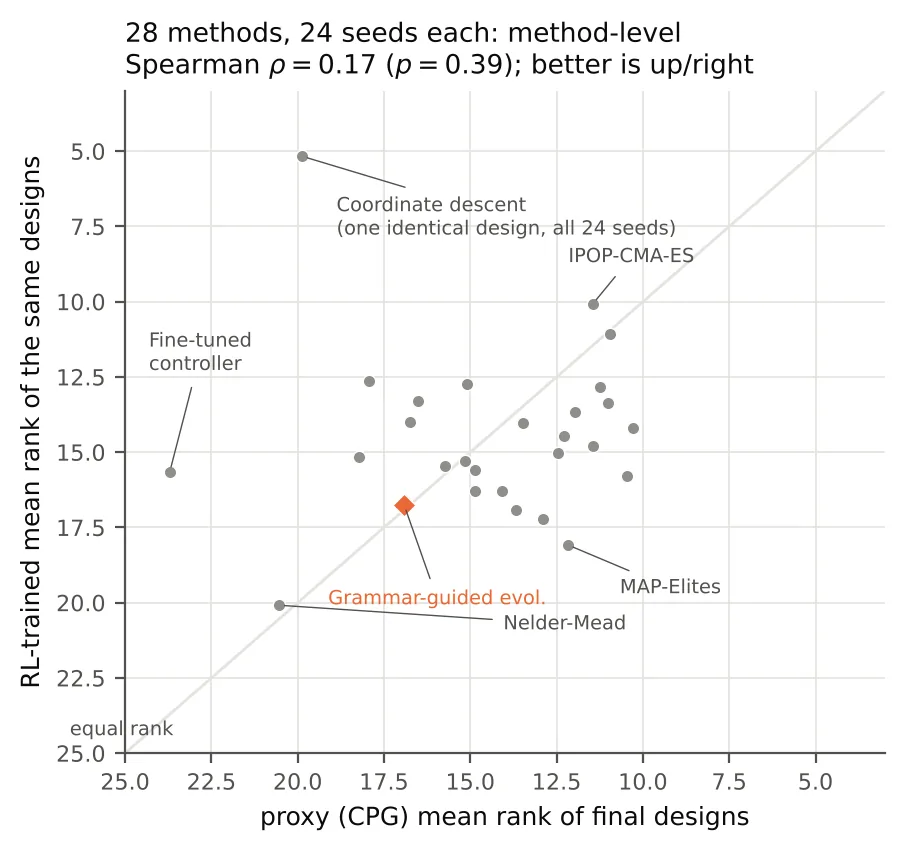 28 methods, 24 seeds each: method-level
Spearman ρ = 0.17 (p = 0.39); better is up/right
RL-trained mean rank of the same designs
5.0
7.5
10.0
12.5
15.0
17.5
20.0
22.5
25.0
Coordinate descent
(one identical design, all 24 seeds)
IPOP-CMA-ES
Fine-tuned
controller
MAP-Elites
Grammar-guided evol.
Nelder-Mead
equal rank
25.0 22.5 20.0 17.5 15.0 12.5 10.0 7.5 5.0
proxy (CPG) mean rank of final designs